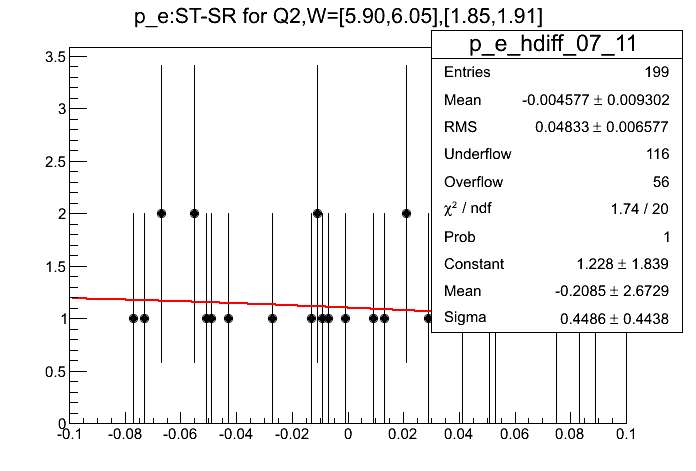 p_e:ST-SR for Q2,W=[5.90,6.05],[1.85,1.91]
p_e_hdiff_07_11
Entries 199
Mean -0.004577 ± 0.009302
RMS 0.04833 ± 0.006577
Underflow 116
Overflow 56
χ² / ndf 1.74 / 20
Prob 1
Constant 1.228 ± 1.839
Mean -0.2085 ± 2.6729
Sigma 0.4486 ± 0.4438
3.5
3
2.5
2
1.5
1
0.5
0
-0.1 -0.08 -0.06 -0.04 -0.02 0 0.02 0.04 0.06 0.08 0.1